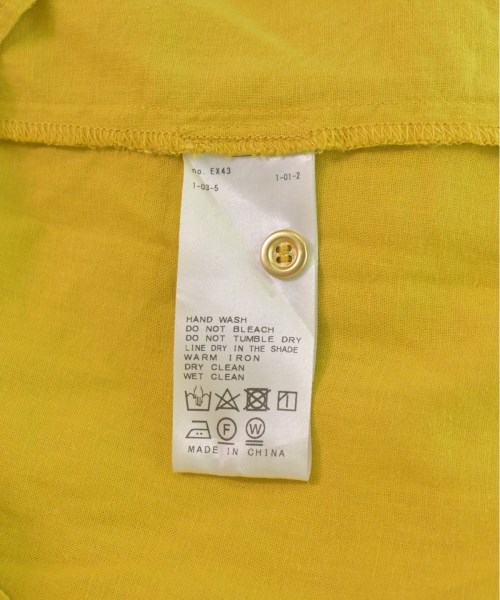 no. EX43 1-01-2
1-03-5
HAND WASH
DO NOT BLEACH
DO NOT TUMBLE DRY
LINE DRY IN THE SHADE
WARM IRON
DRY CLEAN
WET CLEAN
F W
MADE IN CHINA